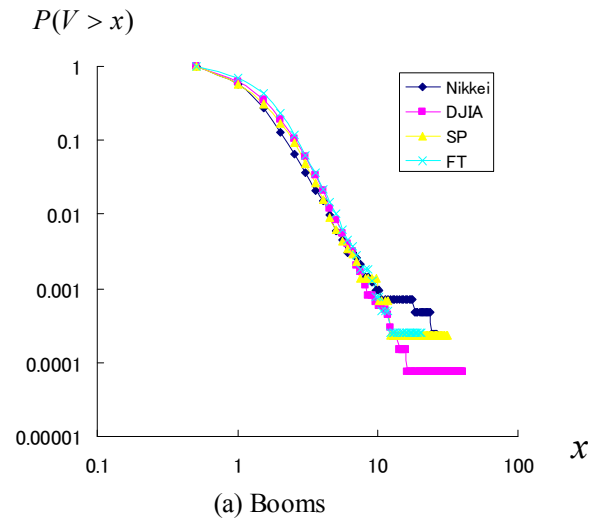 P(V > x)
1
0.1
0.01
0.001
0.0001
0.00001
Nikkei
DJIA
SP
FT
0.1 1 10 100
x
(a) Booms